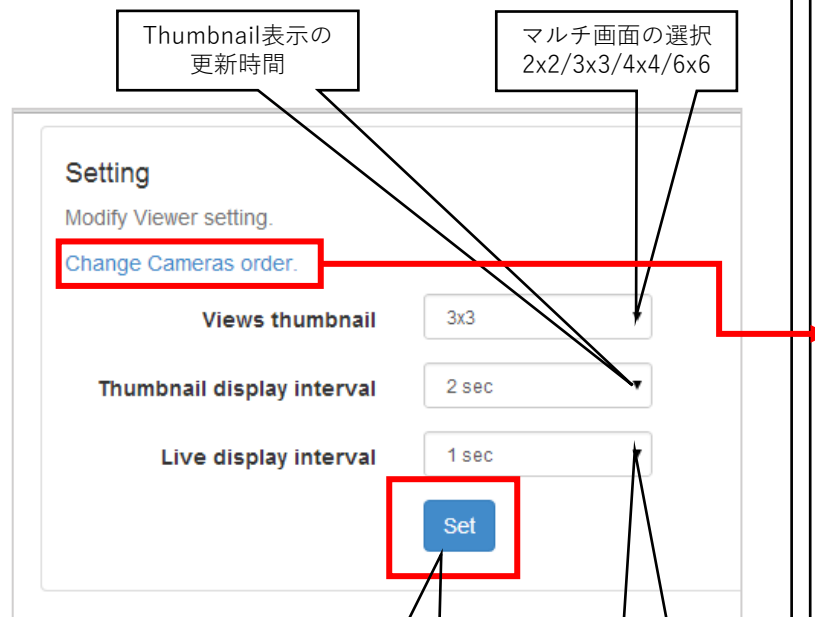 Thumbnail表示の
更新時間
マルチ画面の選択
2x2/3x3/4x4/6x6
Setting
Modify Viewer setting.
Change Cameras order.
Views thumbnail
3x3
Thumbnail display interval
2 sec
Live display interval
1 sec
Set